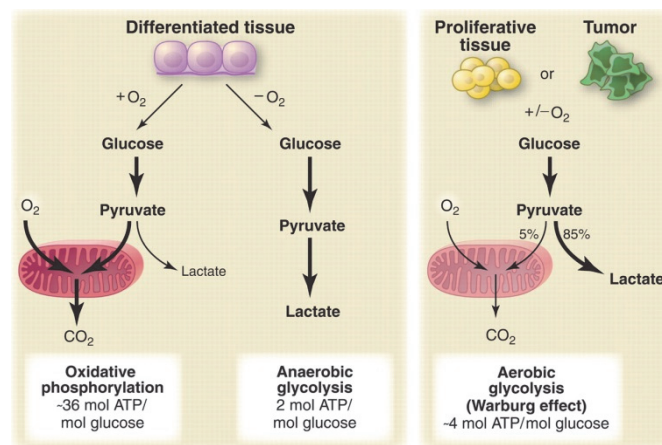 Differentiated tissue
+O2
−O2
Glucose
Glucose
O2
Pyruvate
Pyruvate
Lactate
Lactate
CO2
Oxidative
phosphorylation
~36 mol ATP/
mol glucose
Anaerobic
glycolysis
2 mol ATP/
mol glucose
Proliferative
tissue
or
Tumor
+/−O2
Glucose
O2
Pyruvate
5%
85%
Lactate
CO2
Aerobic
glycolysis
(Warburg effect)
~4 mol ATP/mol glucose